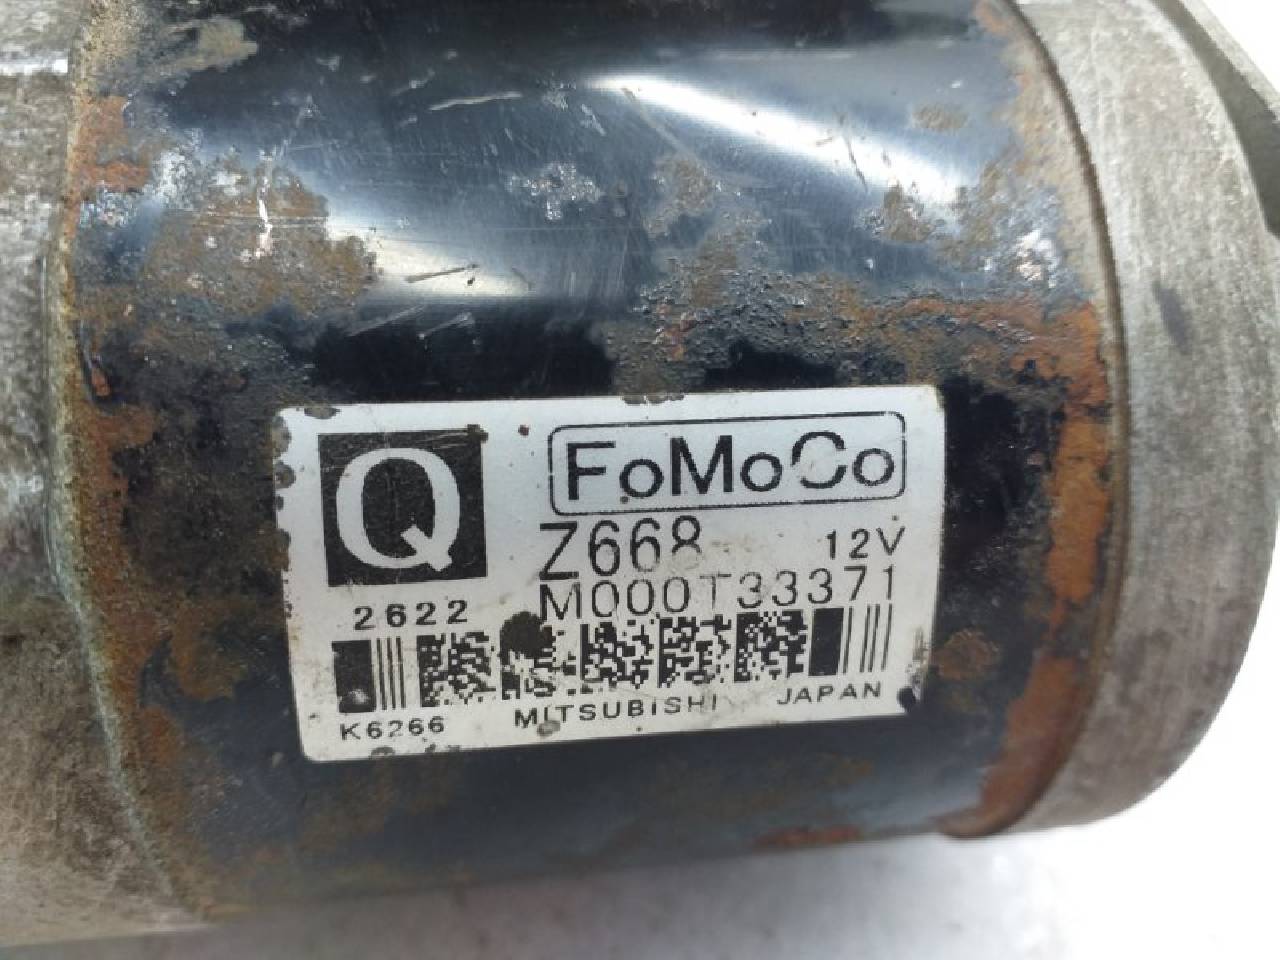 Q
FoMoCo
Z668
12V
M000T33371
2622
K6266
MITSUBISHI
JAPAN